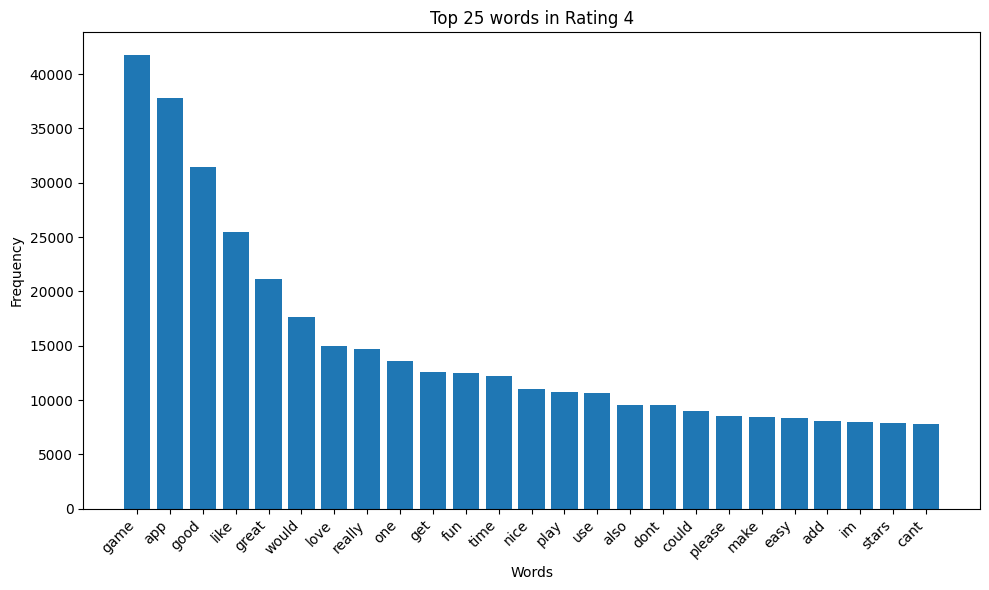 Top 25 words in Rating 4
Frequency
40000
35000
30000
25000
20000
15000
10000
5000
0
game app good like great would love really one get fun time nice play use also dont could please make easy add im stars cant
Words